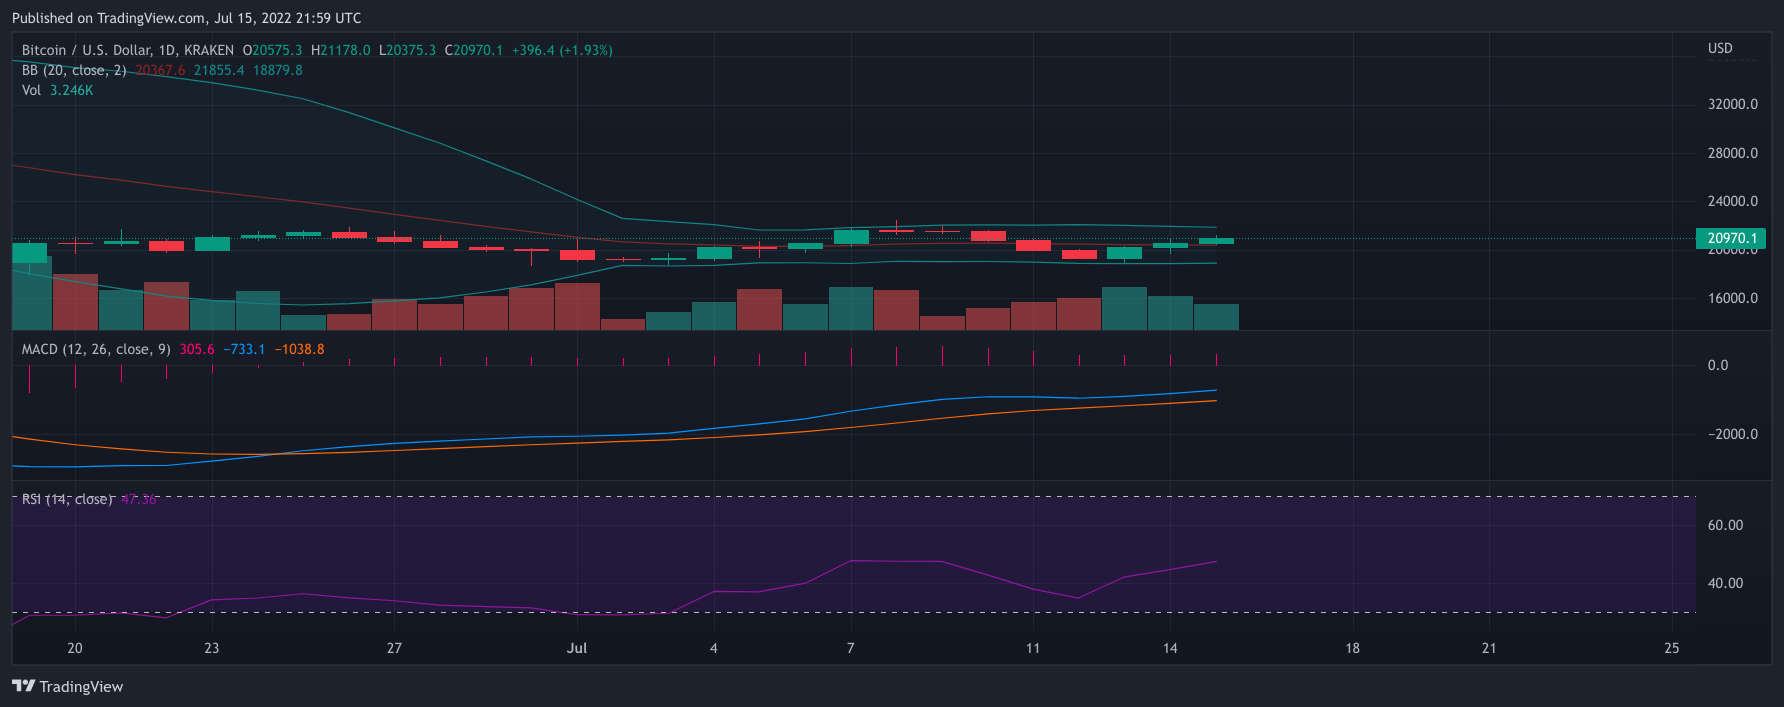 Published on TradingView.com, Jul 15, 2022 21:59 UTC
Bitcoin / U.S. Dollar, 1D, KRAKEN O20575.3 H21178.0 L20375.3 C20970.1 +396.4 (+1.93%)
USD
BB (20, close, 2) 20367.6 21855.4 18879.8
Vol 3.246K
32000.0
28000.0
24000.0
20970.1
20000.0
16000.0
MACD (12, 26, close, 9) 305.6 −733.1 −1038.8
0.0
−2000.0
RSI (14, close) 47.36
60.00
40.00
20 23 27 Jul 4 7 11 14 18 21 25
TradingView